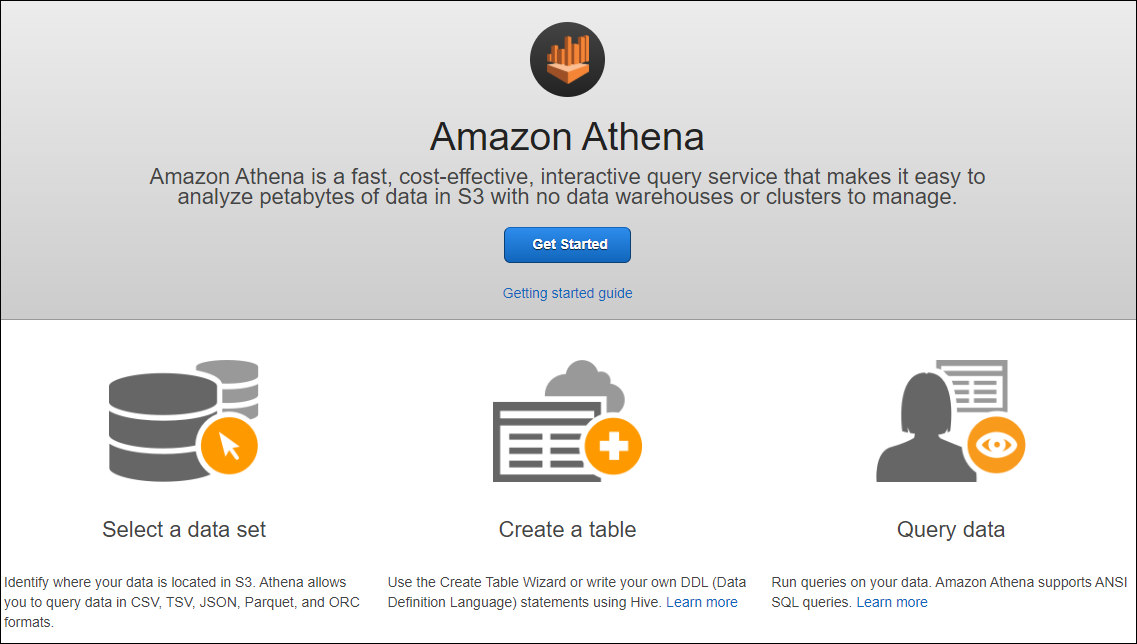 Amazon Athena
Amazon Athena is a fast, cost-effective, interactive query service that makes it easy to
analyze petabytes of data in S3 with no data warehouses or clusters to manage.
Get Started
Getting started guide
Select a data set
Identify where your data is located in S3. Athena allows
you to query data in CSV, TSV, JSON, Parquet, and ORC
formats.
Create a table
Use the Create Table Wizard or write your own DDL (Data
Definition Language) statements using Hive. Learn more
Query data
Run queries on your data. Amazon Athena supports ANSI
SQL queries. Learn more